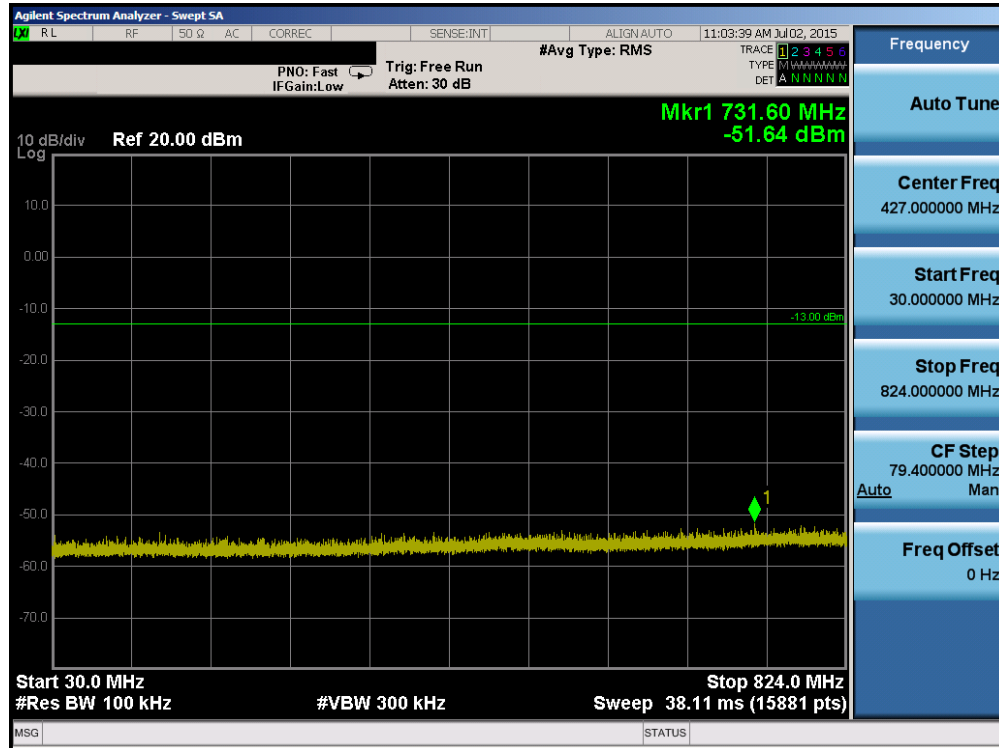 Agilent Spectrum Analyzer - Swept SA
LXI RL RF 50 Ω AC CORREC SENSE:INT ALIGN AUTO 11:03:39 AM Jul 02, 2015
#Avg Type: RMS TRACE 1 2 3 4 5 6
PNO: Fast Trig: Free Run TYPE M WWWWW
IFGain:Low Atten: 30 dB DET A N N N N N
Mkr1 731.60 MHz
-51.64 dBm
10 dB/div Ref 20.00 dBm
Log
10.0
0.00
-10.0
-13.00 dBm
-20.0
-30.0
-40.0
1
-50.0
-60.0
-70.0
Start 30.0 MHz Stop 824.0 MHz
#Res BW 100 kHz #VBW 300 kHz Sweep 38.11 ms (15881 pts)
MSG STATUS
Frequency
Auto Tune
Center Freq
427.000000 MHz
Start Freq
30.000000 MHz
Stop Freq
824.000000 MHz
CF Step
79.400000 MHz
Auto Man
Freq Offset
0 Hz